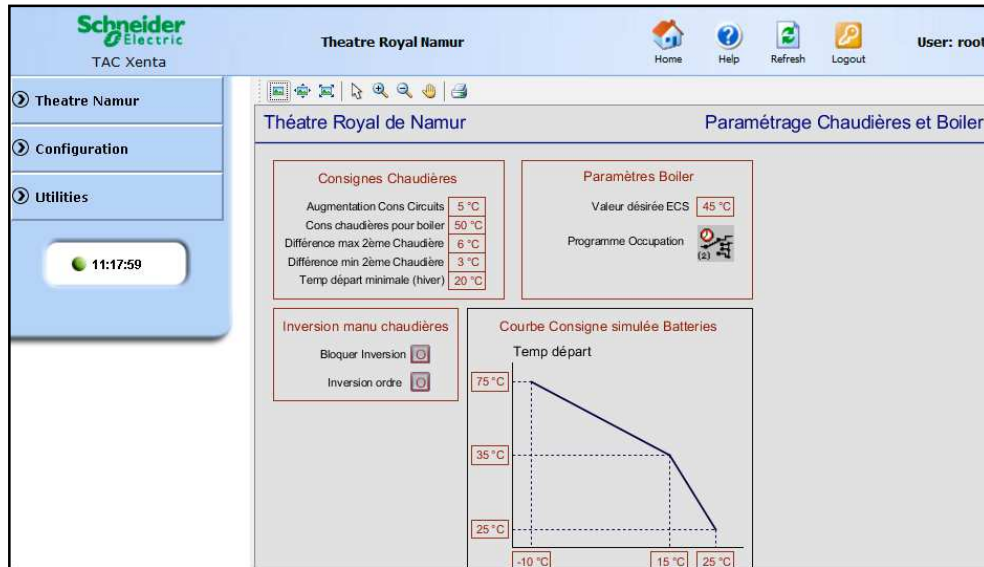 Schneider
Electric
TAC Xenta
Theatre Royal Namur
Home
Help
Refresh
Logout
User: root
Theatre Namur
Configuration
Utilities
11:17:59
Théatre Royal de Namur
Paramétrage Chaudières et Boiler
Consignes Chaudières
Augmentation Cons Circuits 5 °C
Cons chaudières pour boiler 50 °C
Différence max 2ème Chaudière 6 °C
Différence min 2ème Chaudière 3 °C
Temp départ minimale (hiver) 20 °C
Paramètres Boiler
Valeur désirée ECS 45 °C
Programme Occupation (2)
Inversion manu chaudières
Bloquer Inversion
Inversion ordre
Courbe Consigne simulée Batteries
Temp départ
75 °C
35 °C
25 °C
-10 °C 15 °C 25 °C